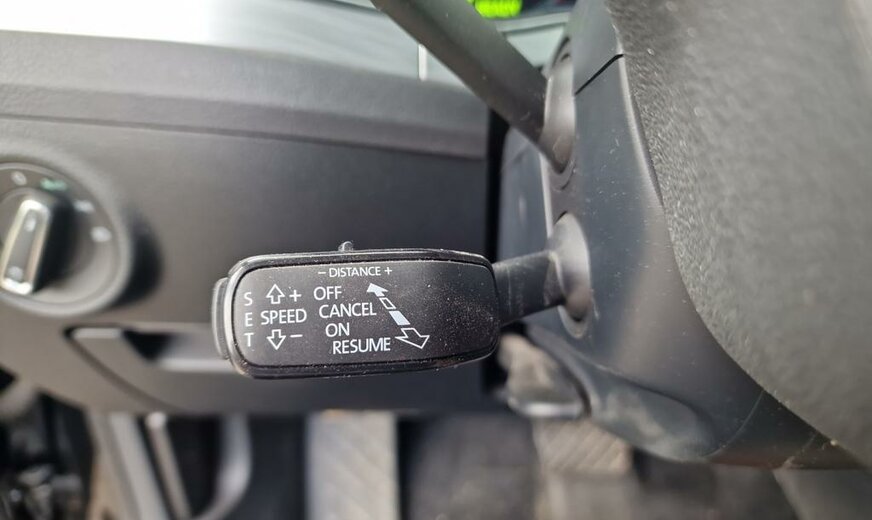 − DISTANCE +
S + OFF
E SPEED CANCEL
T − ON
RESUME